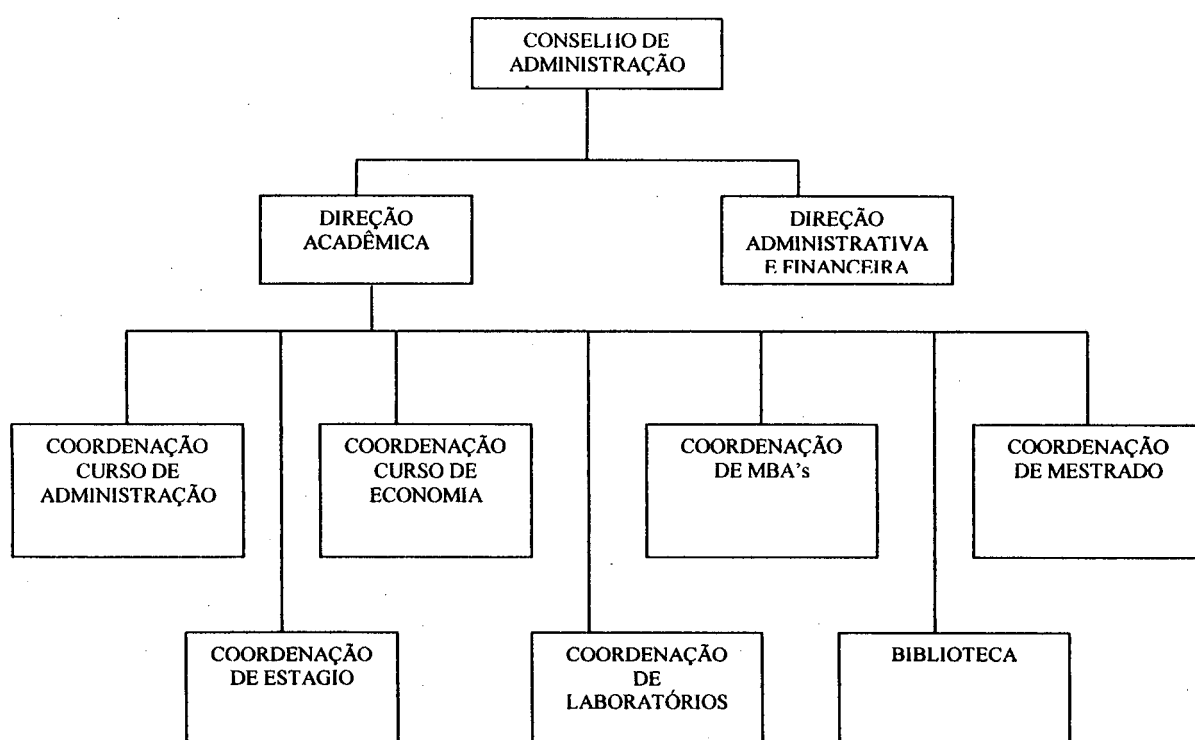 CONSELHO DE
ADMINISTRAÇÃO
DIREÇÃO
ACADÊMICA
DIREÇÃO
ADMINISTRATIVA
E FINANCEIRA
COORDENAÇÃO
CURSO DE
ADMINISTRAÇÃO
COORDENAÇÃO
CURSO DE
ECONOMIA
COORDENAÇÃO
DE MBA's
COORDENAÇÃO
DE MESTRADO
COORDENAÇÃO
DE ESTAGIO
COORDENAÇÃO
DE
LABORATÓRIOS
BIBLIOTECA